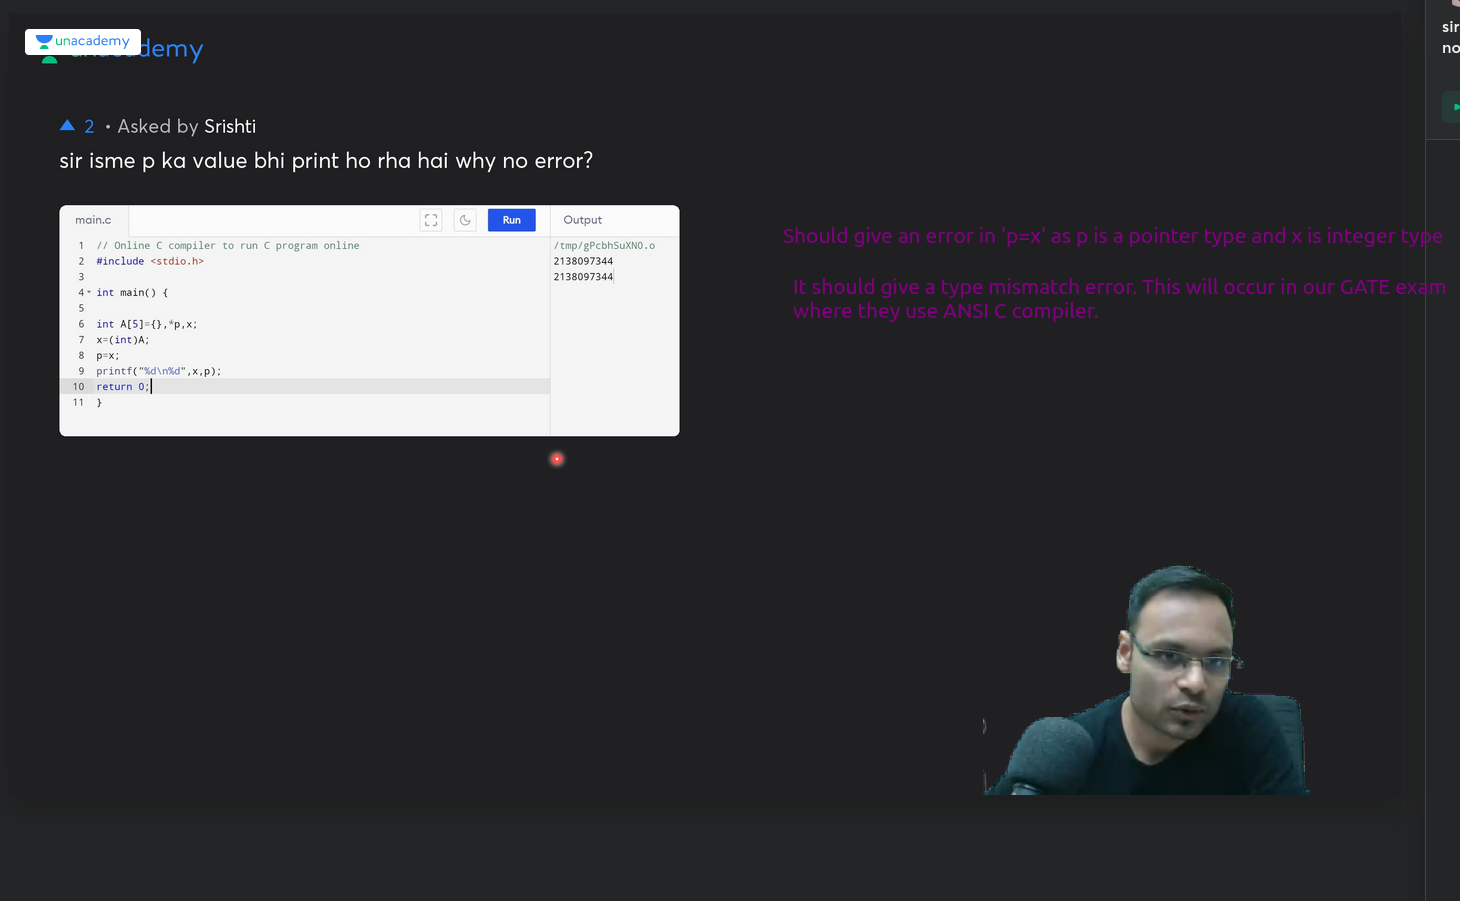 unacademy
unacademy
2 • Asked by Srishti
sir isme p ka value bhi print ho rha hai why no error?
main.c
Run
Output
1 // Online C compiler to run C program online
2 #include <stdio.h>
3
4 int main() {
5
6 int A[5]={},*p,x;
7 x=(int)A;
8 p=x;
9 printf("%d\n%d",x,p);
10 return 0;
11 }
/tmp/gPcbhSuXNO.o
2138097344
2138097344
Should give an error in 'p=x' as p is a pointer type and x is integer type
It should give a type mismatch error. This will occur in our GATE exam
where they use ANSI C compiler.
sir
no